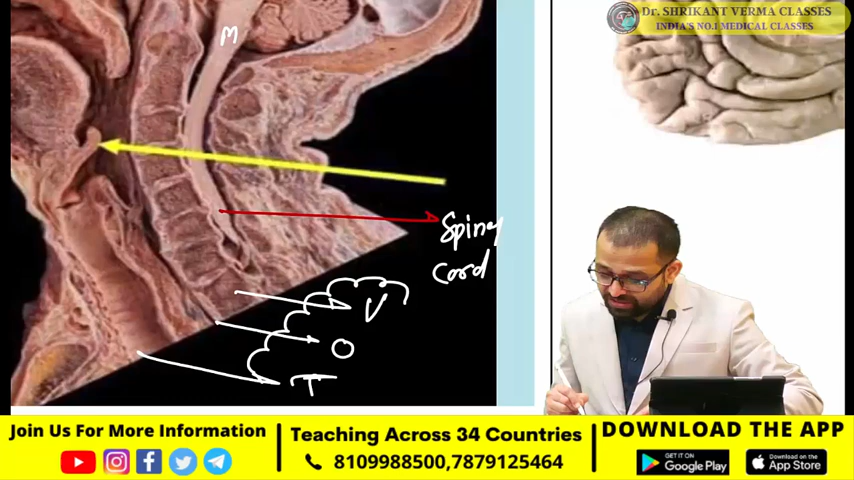 Dr. SHRIKANT VERMA CLASSES
INDIA'S NO.1 MEDICAL CLASSES
M
Spiny
Cord
V
O
T
Join Us For More Information
Teaching Across 34 Countries
8109988500,7879125464
DOWNLOAD THE APP
GET IT ON
Google Play
Download on the
App Store